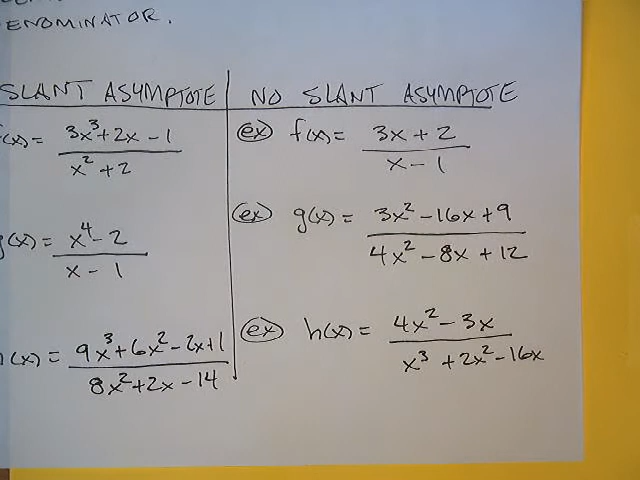 ENOMINATOR.
SLANT ASYMPTOTE | NO SLANT ASYMPTOTE
(x) = (3x³ + 2x − 1)/(x² + 2)
(x) = (x⁴ − 2)/(x − 1)
(x) = (9x³ + 6x² − 2x + 1)/(8x² + 2x − 14)
ex f(x) = (3x + 2)/(x − 1)
ex g(x) = (3x² − 16x + 9)/(4x² − 8x + 12)
ex h(x) = (4x² − 3x)/(x³ + 2x² − 16x)